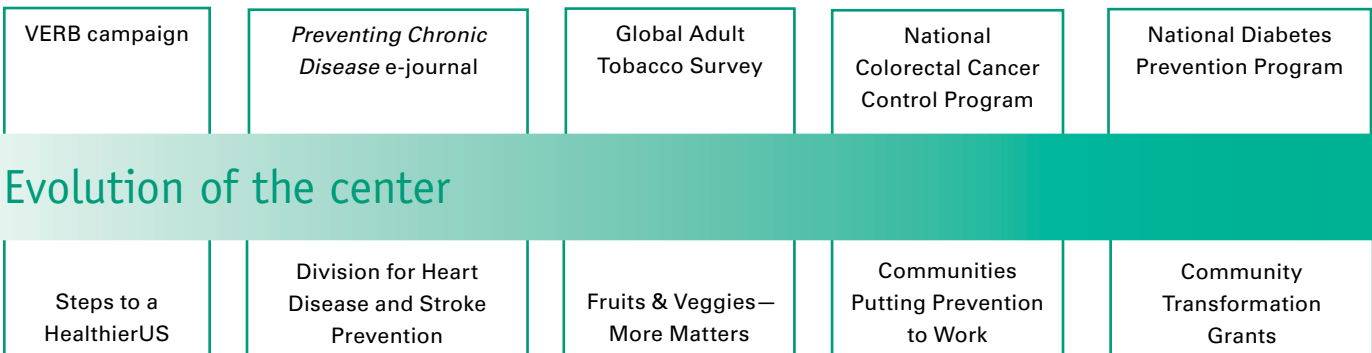 VERB campaign
Preventing Chronic
Disease e-journal
Global Adult
Tobacco Survey
National
Colorectal Cancer
Control Program
National Diabetes
Prevention Program
Evolution of the center
Steps to a
HealthierUS
Division for Heart
Disease and Stroke
Prevention
Fruits & Veggies—
More Matters
Communities
Putting Prevention
to Work
Community
Transformation
Grants